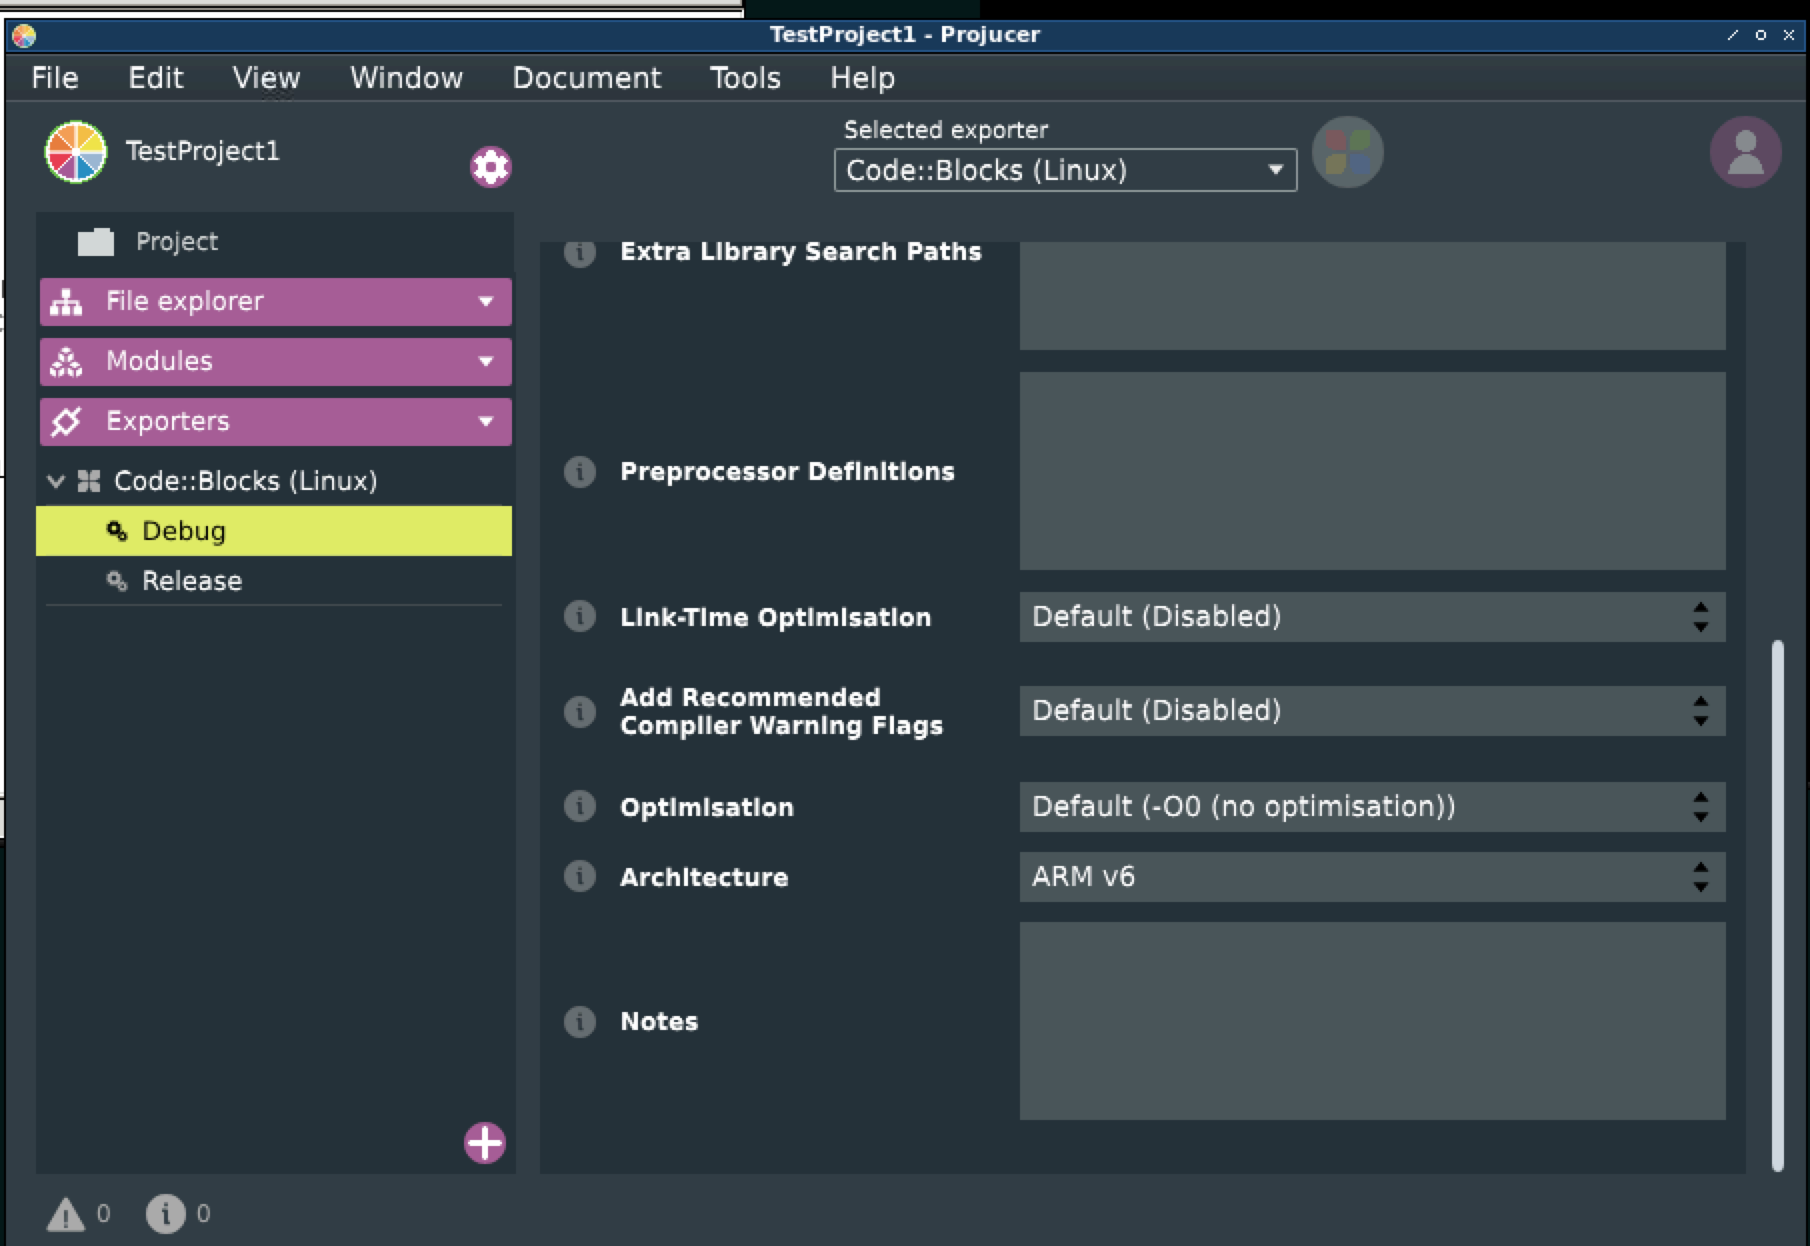 TestProject1 - Projucer
File Edit View Window Document Tools Help
TestProject1
Selected exporter
Code::Blocks (Linux)
Project
File explorer
Modules
Exporters
Code::Blocks (Linux)
Debug
Release
Extra Library Search Paths
Preprocessor Definitions
Link-Time Optimisation
Default (Disabled)
Add Recommended
Compiler Warning Flags
Default (Disabled)
Optimisation
Default (-O0 (no optimisation))
Architecture
ARM v6
Notes
0
0